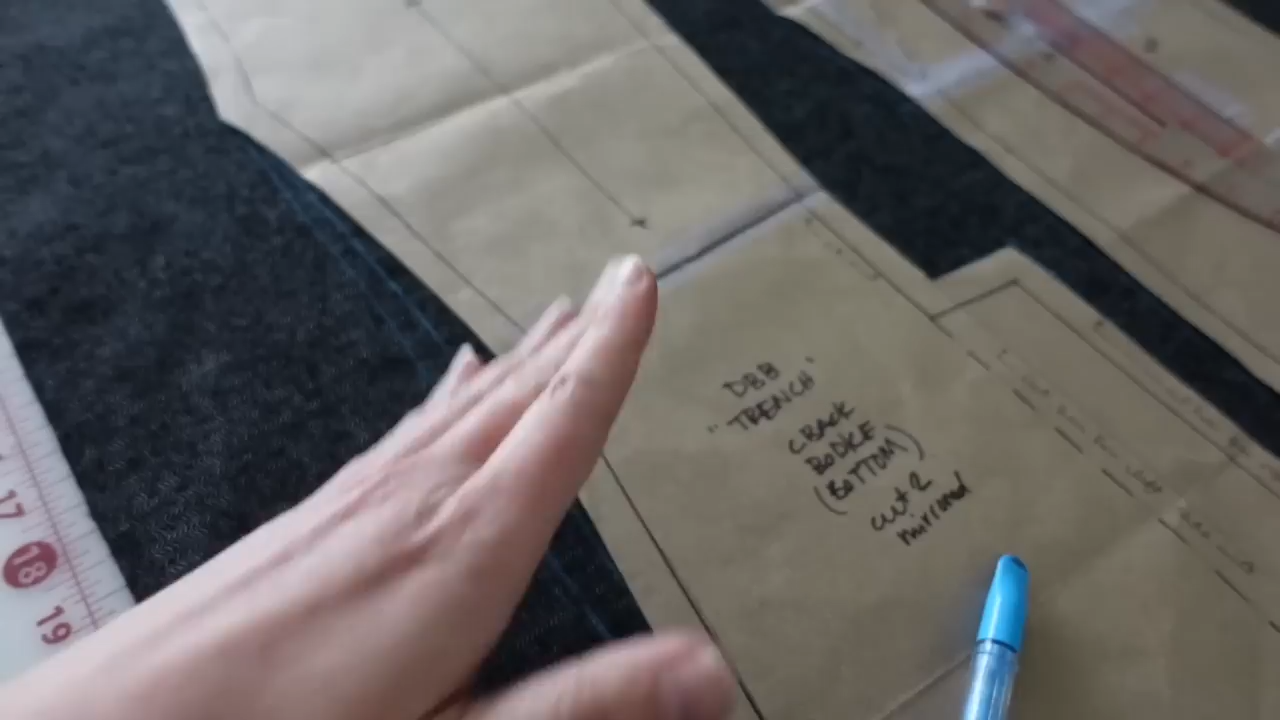 DBB
"TRENCH"
CBACK
BODICE
(BOTTOM)
cut 2
mirrored
17
18
19